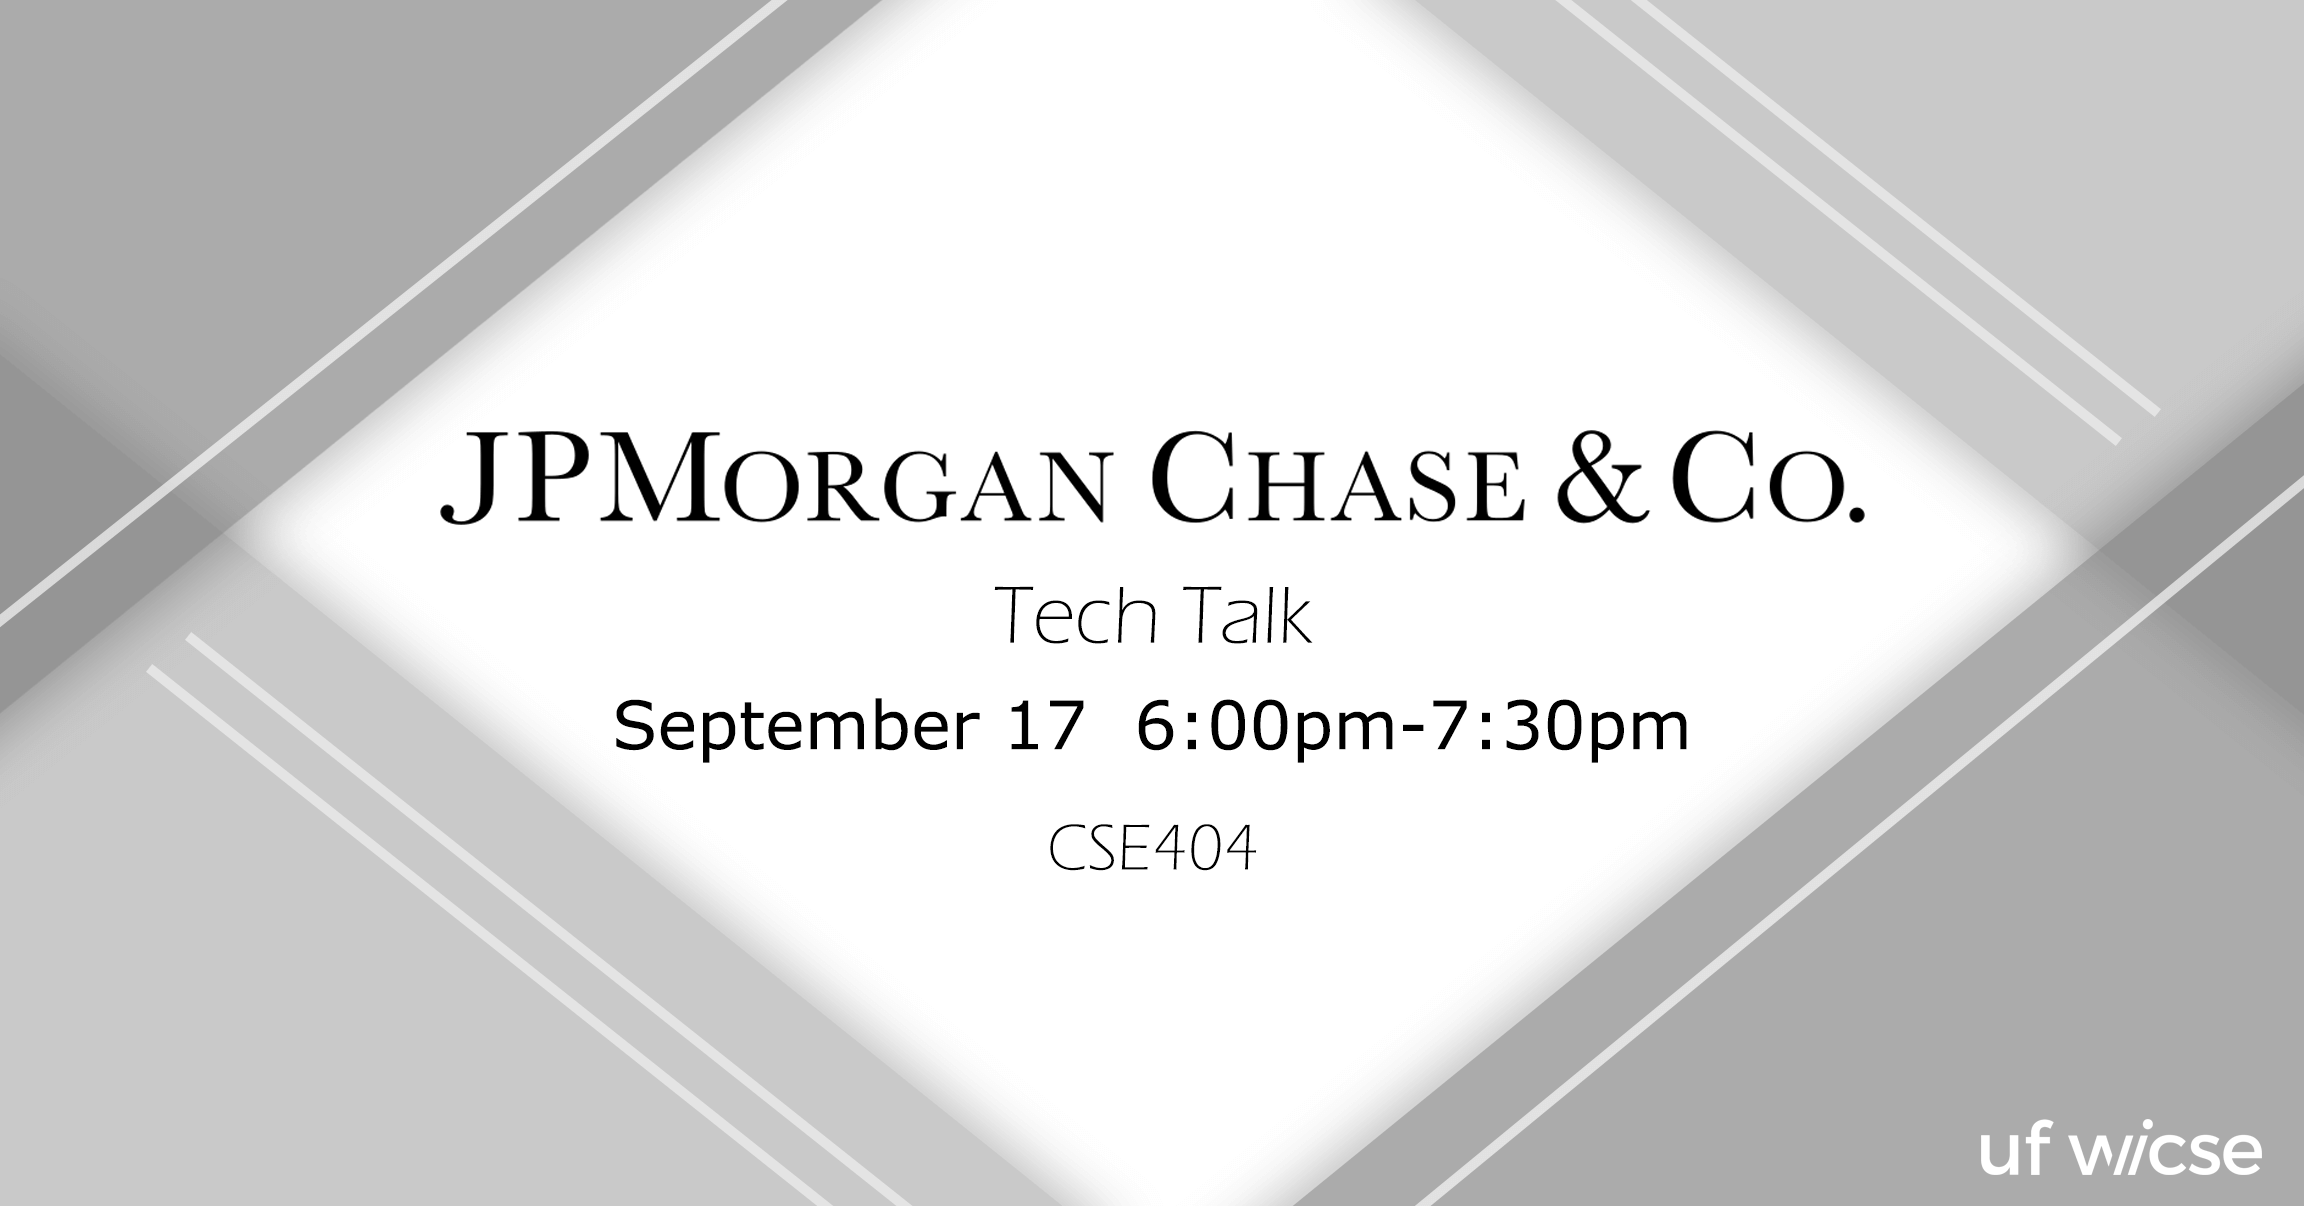 JPMORGAN CHASE & CO.
Tech Talk
September 17  6:00pm-7:30pm
CSE404
uf wicse